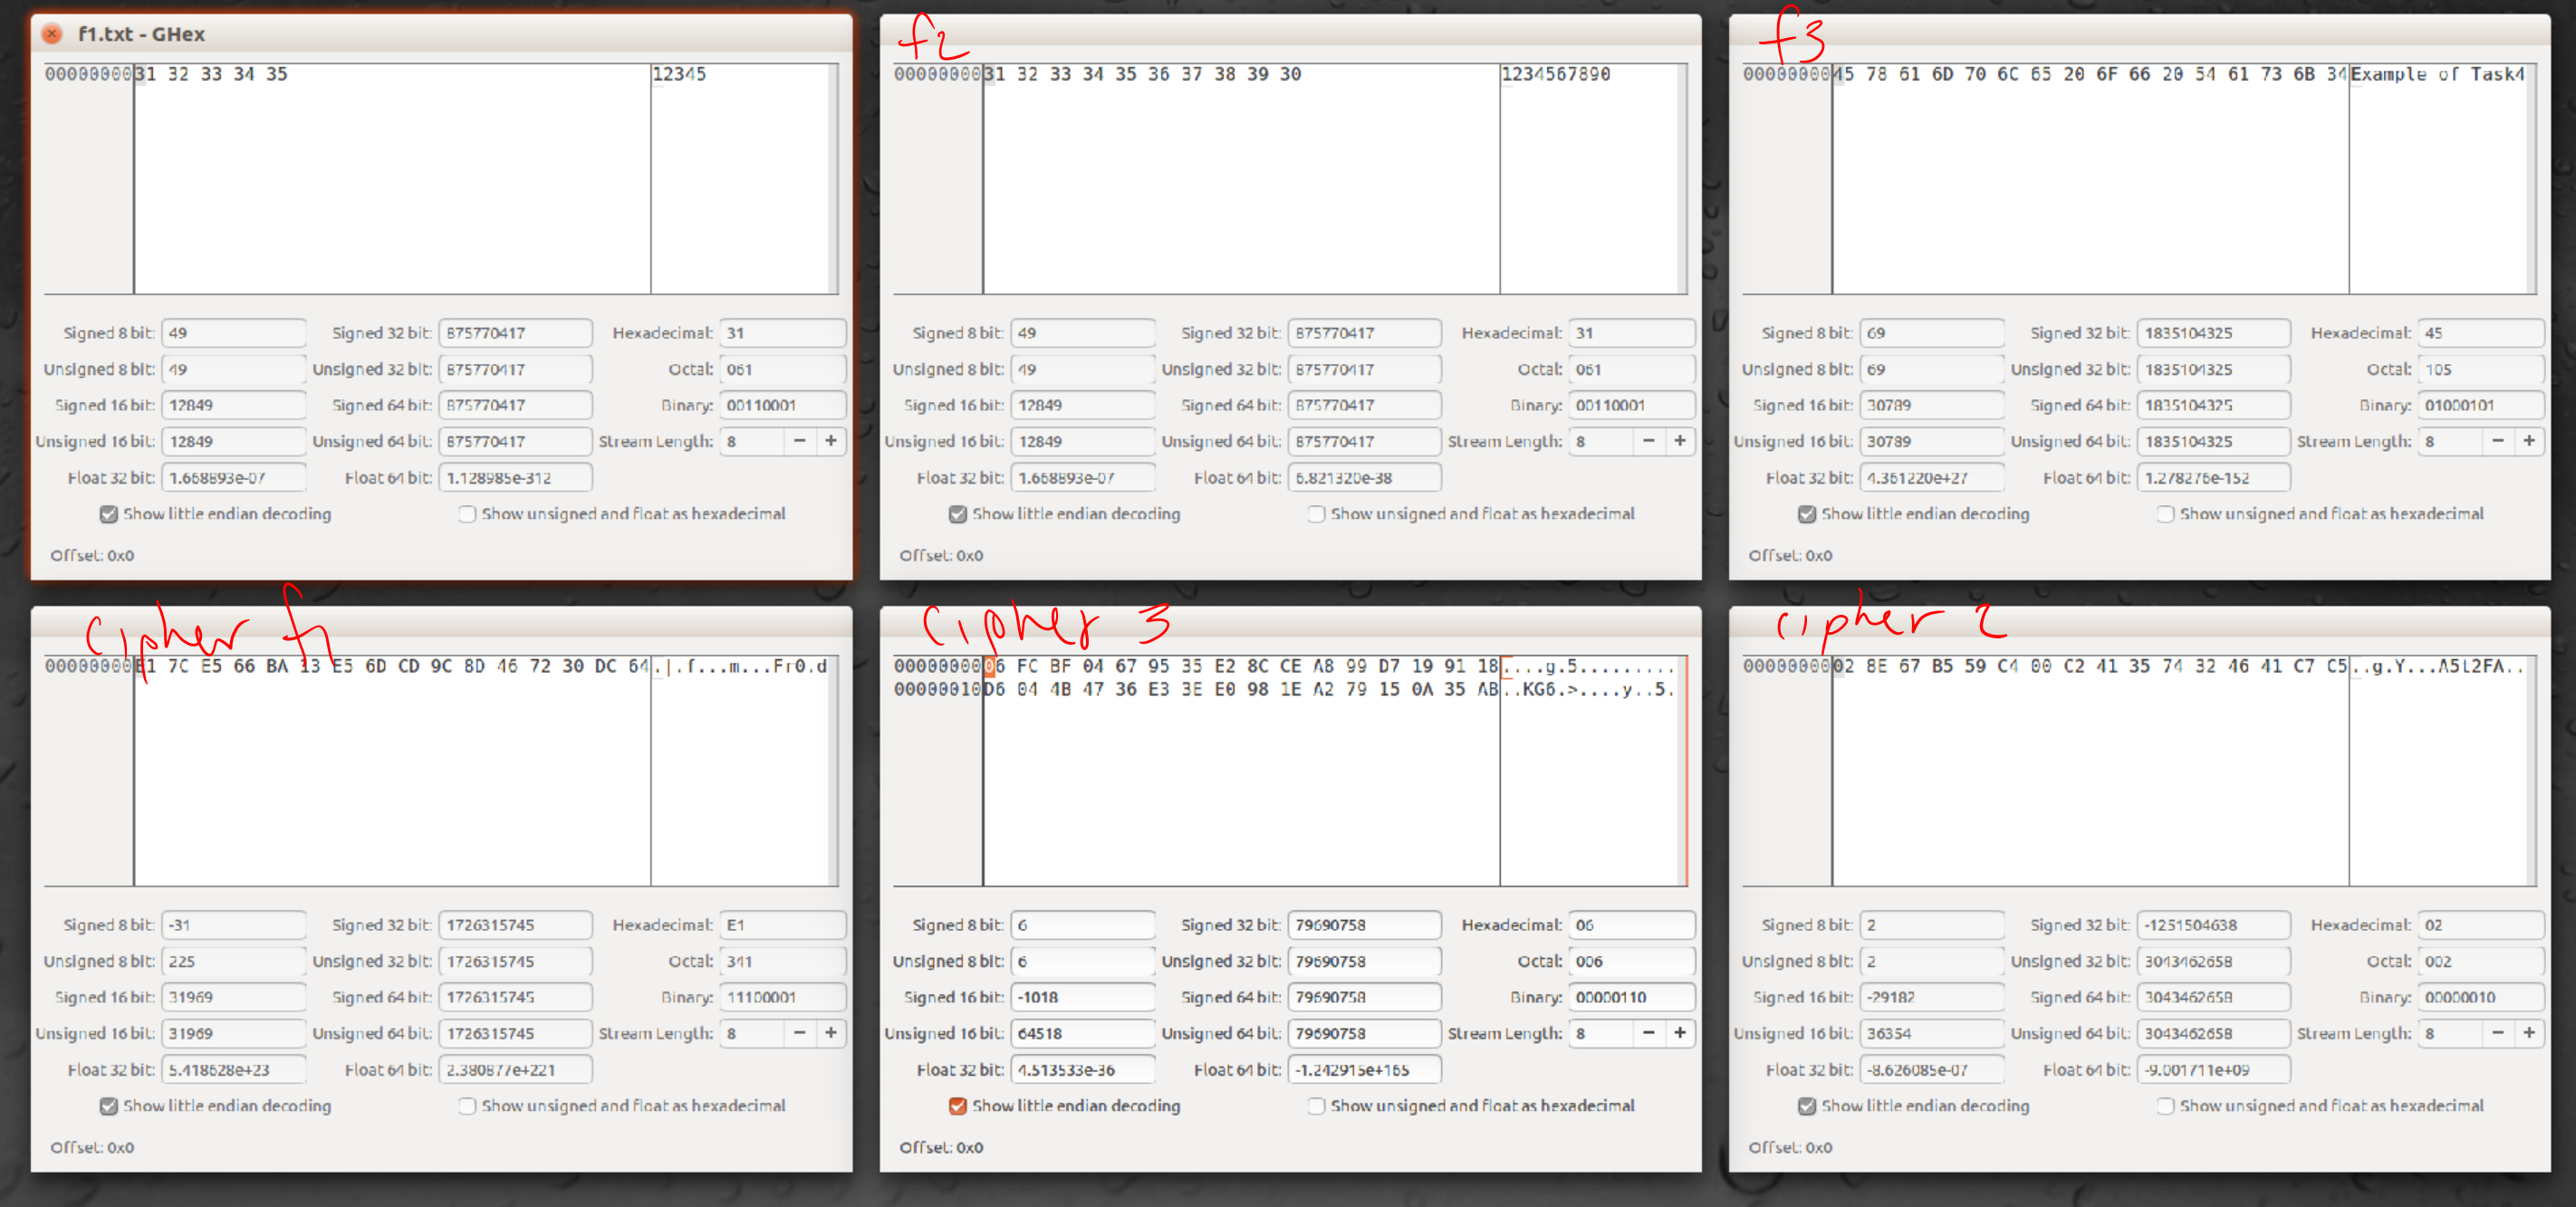 f1.txt - GHex
00000000 31 32 33 34 35 12345
Signed 8 bit: 49 Signed 32 bit: 875770417 Hexadecimal: 31
Unsigned 8 bit: 49 Unsigned 32 bit: 875770417 Octal: 061
Signed 16 bit: 12849 Signed 64 bit: 875770417 Binary: 00110001
Unsigned 16 bit: 12849 Unsigned 64 bit: 875770417 Stream Length: 8 - +
Float 32 bit: 1.668893e-07 Float 64 bit: 1.128985e-312
Show little endian decoding Show unsigned and float as hexadecimal
Offset: 0x0
f2
00000000 31 32 33 34 35 36 37 38 39 30 1234567890
Signed 8 bit: 49 Signed 32 bit: 875770417 Hexadecimal: 31
Unsigned 8 bit: 49 Unsigned 32 bit: 875770417 Octal: 061
Signed 16 bit: 12849 Signed 64 bit: 875770417 Binary: 00110001
Unsigned 16 bit: 12849 Unsigned 64 bit: 875770417 Stream Length: 8 - +
Float 32 bit: 1.668893e-07 Float 64 bit: 6.821320e-38
Show little endian decoding Show unsigned and float as hexadecimal
Offset: 0x0
f3
00000000 45 78 61 6D 70 6C 65 20 6F 66 20 54 61 73 6B 34 Example of Task4
Signed 8 bit: 69 Signed 32 bit: 1835104325 Hexadecimal: 45
Unsigned 8 bit: 69 Unsigned 32 bit: 1835104325 Octal: 105
Signed 16 bit: 30789 Signed 64 bit: 1835104325 Binary: 01000101
Unsigned 16 bit: 30789 Unsigned 64 bit: 1835104325 Stream Length: 8 - +
Float 32 bit: 4.361220e+27 Float 64 bit: 1.278276e-152
Show little endian decoding Show unsigned and float as hexadecimal
Offset: 0x0
cipher f1
00000000 E1 7C E5 66 BA 13 E5 6D CD 9C 8D 46 72 30 DC 64 .|.f...m...Fr0.d
Signed 8 bit: -31 Signed 32 bit: 1726315745 Hexadecimal: E1
Unsigned 8 bit: 225 Unsigned 32 bit: 1726315745 Octal: 341
Signed 16 bit: 31969 Signed 64 bit: 1726315745 Binary: 11100001
Unsigned 16 bit: 31969 Unsigned 64 bit: 1726315745 Stream Length: 8 - +
Float 32 bit: 5.418628e+23 Float 64 bit: 2.380877e+221
Show little endian decoding Show unsigned and float as hexadecimal
Offset: 0x0
cipher 3
00000000 06 FC BF 04 67 95 35 E2 8C CE A8 99 D7 19 91 18 ....g.5.........
00000010 D6 04 4B 47 36 E3 3E E0 98 1E A2 79 15 0A 35 AB ..KG6.>....y..5.
Signed 8 bit: 6 Signed 32 bit: 79690758 Hexadecimal: 06
Unsigned 8 bit: 6 Unsigned 32 bit: 79690758 Octal: 006
Signed 16 bit: -1018 Signed 64 bit: 79690758 Binary: 00000110
Unsigned 16 bit: 64518 Unsigned 64 bit: 79690758 Stream Length: 8 - +
Float 32 bit: 4.513533e-36 Float 64 bit: -1.242915e+165
Show little endian decoding Show unsigned and float as hexadecimal
Offset: 0x0
cipher 2
00000000 02 8E 67 B5 59 C4 00 C2 41 35 74 32 46 41 C7 C5 ..g.Y...A5t2FA..
Signed 8 bit: 2 Signed 32 bit: -1251504638 Hexadecimal: 02
Unsigned 8 bit: 2 Unsigned 32 bit: 3043462658 Octal: 002
Signed 16 bit: -29182 Signed 64 bit: 3043462658 Binary: 00000010
Unsigned 16 bit: 36354 Unsigned 64 bit: 3043462658 Stream Length: 8 - +
Float 32 bit: -8.626085e-07 Float 64 bit: -9.001711e+09
Show little endian decoding Show unsigned and float as hexadecimal
Offset: 0x0